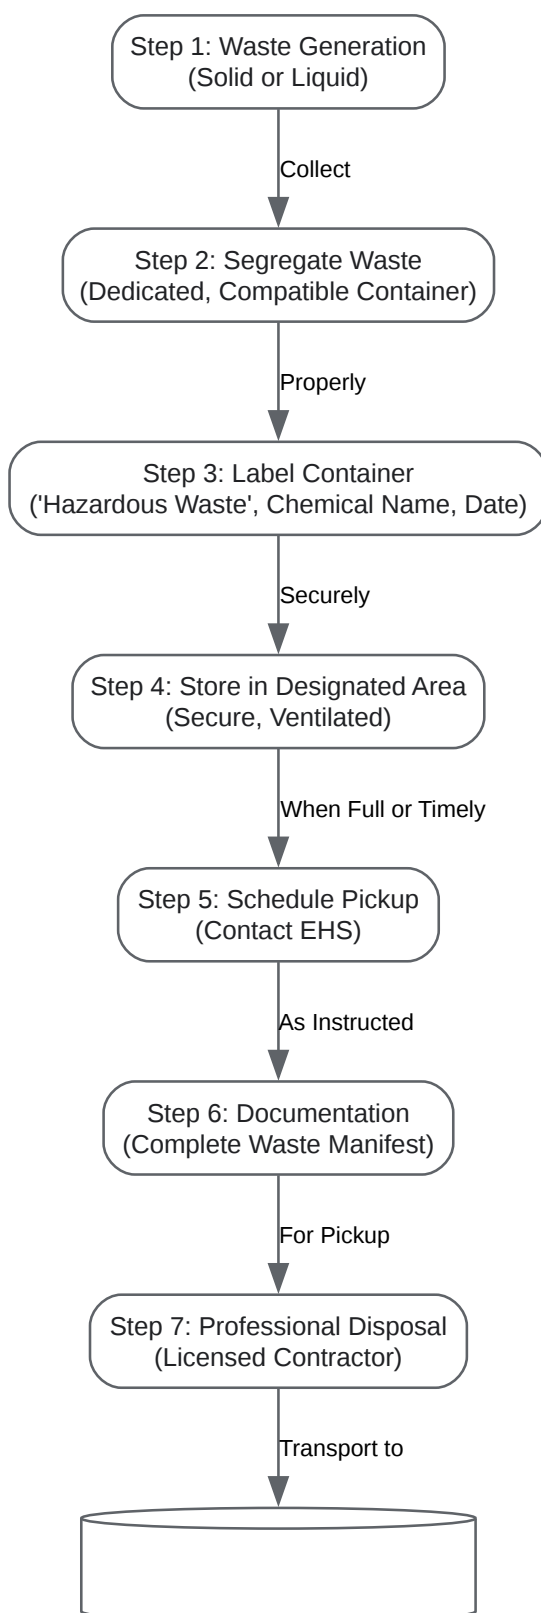 Step 1: Waste Generation
(Solid or Liquid)
Collect
Step 2: Segregate Waste
(Dedicated, Compatible Container)
Properly
Step 3: Label Container
('Hazardous Waste', Chemical Name, Date)
Securely
Step 4: Store in Designated Area
(Secure, Ventilated)
When Full or Timely
Step 5: Schedule Pickup
(Contact EHS)
As Instructed
Step 6: Documentation
(Complete Waste Manifest)
For Pickup
Step 7: Professional Disposal
(Licensed Contractor)
Transport to